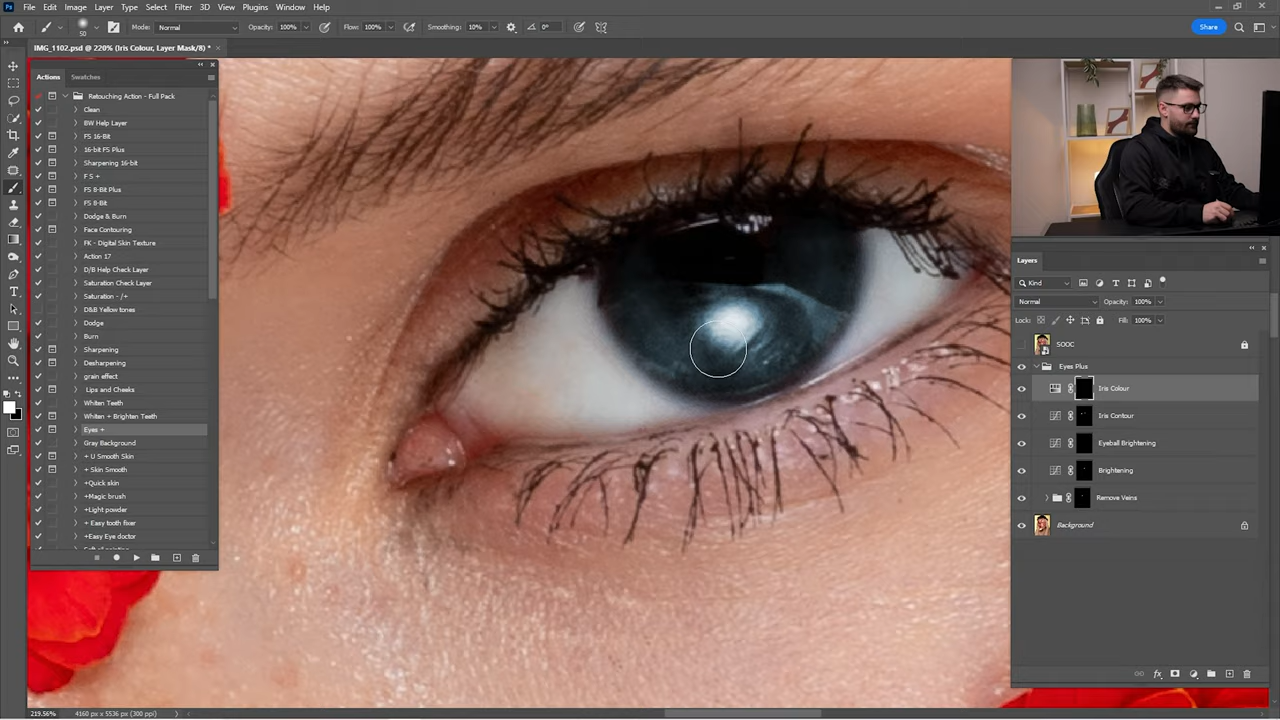 File Edit Image Layer Type Select Filter 3D View Plugins Window Help
50 Mode: Normal Opacity: 100% Flow: 100% Smoothing: 10% 0° Share
IMG_1102.psd @ 220% (Iris Colour, Layer Mask/8) *
Actions Swatches
Retouching Action - Full Pack
Clean
BW Help Layer
FS 16-Bit
16-bit FS Plus
Sharpening 16-bit
F S +
FS 8-Bit Plus
FS 8-Bit
Dodge & Burn
Face Contouring
FK - Digital Skin Texture
Action 17
D/B Help Check Layer
Saturation Check Layer
Saturation - /+
D&B Yellow tones
Dodge
Burn
Sharpening
Desharpening
grain effect
Lips and Cheeks
Whiten Teeth
Whiten + Brighten Teeth
Eyes +
Gray Background
+ U Smooth Skin
+ Skin Smooth
+Quick skin
+Magic brush
+Light powder
+ Easy tooth fixer
+Easy Eye doctor
Layers
Kind
Normal Opacity: 100%
Lock: Fill: 100%
SOOC
Eyes Plus
Iris Colour
Iris Contour
Eyeball Brightening
Brightening
Remove Veins
Background
219.56% 4160 px x 5536 px (300 ppi)